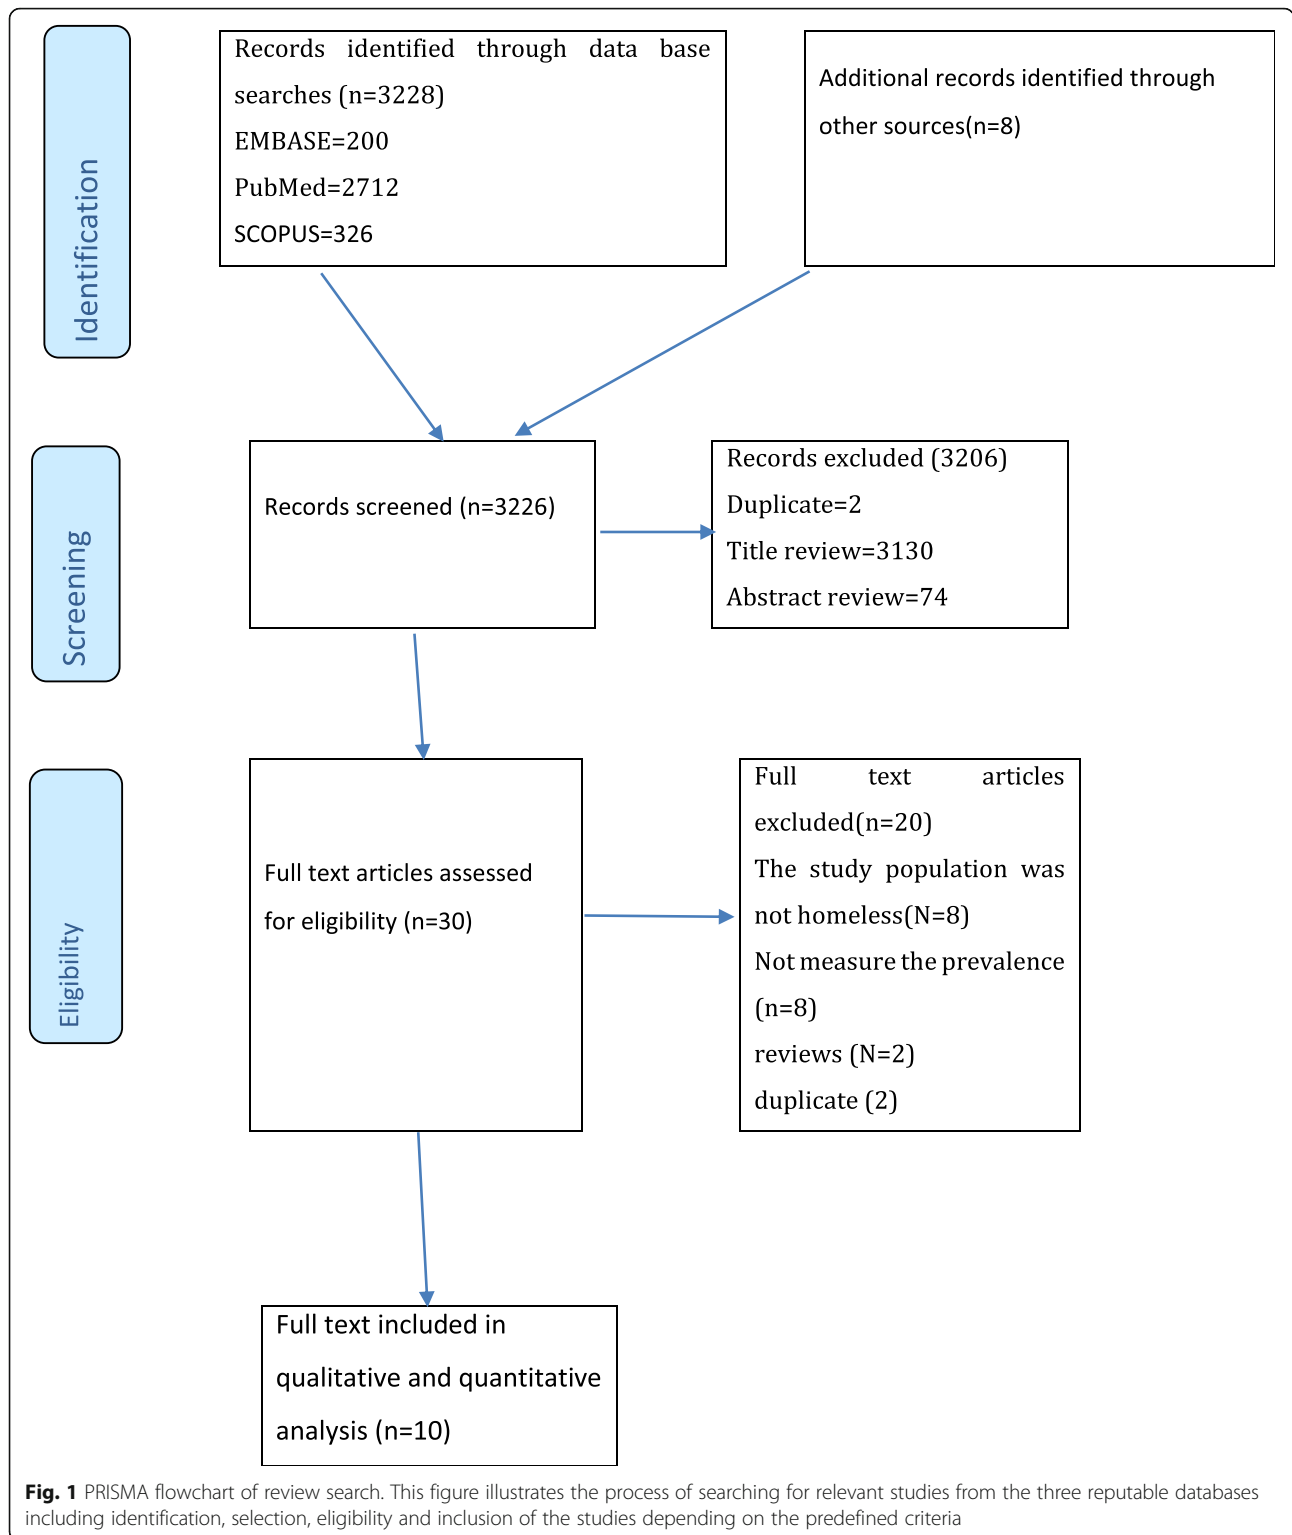 Identification
Records identified through data base
searches (n=3228)
EMBASE=200
PubMed=2712
SCOPUS=326
Additional records identified through
other sources(n=8)
Screening
Records screened (n=3226)
Records excluded (3206)
Duplicate=2
Title review=3130
Abstract review=74
Eligibility
Full text articles assessed
for eligibility (n=30)
Full text articles
excluded(n=20)
The study population was
not homeless(N=8)
Not measure the prevalence
(n=8)
reviews (N=2)
duplicate (2)
Full text included in
qualitative and quantitative
analysis (n=10)
Fig. 1 PRISMA flowchart of review search. This figure illustrates the process of searching for relevant studies from the three reputable databases
including identification, selection, eligibility and inclusion of the studies depending on the predefined criteria